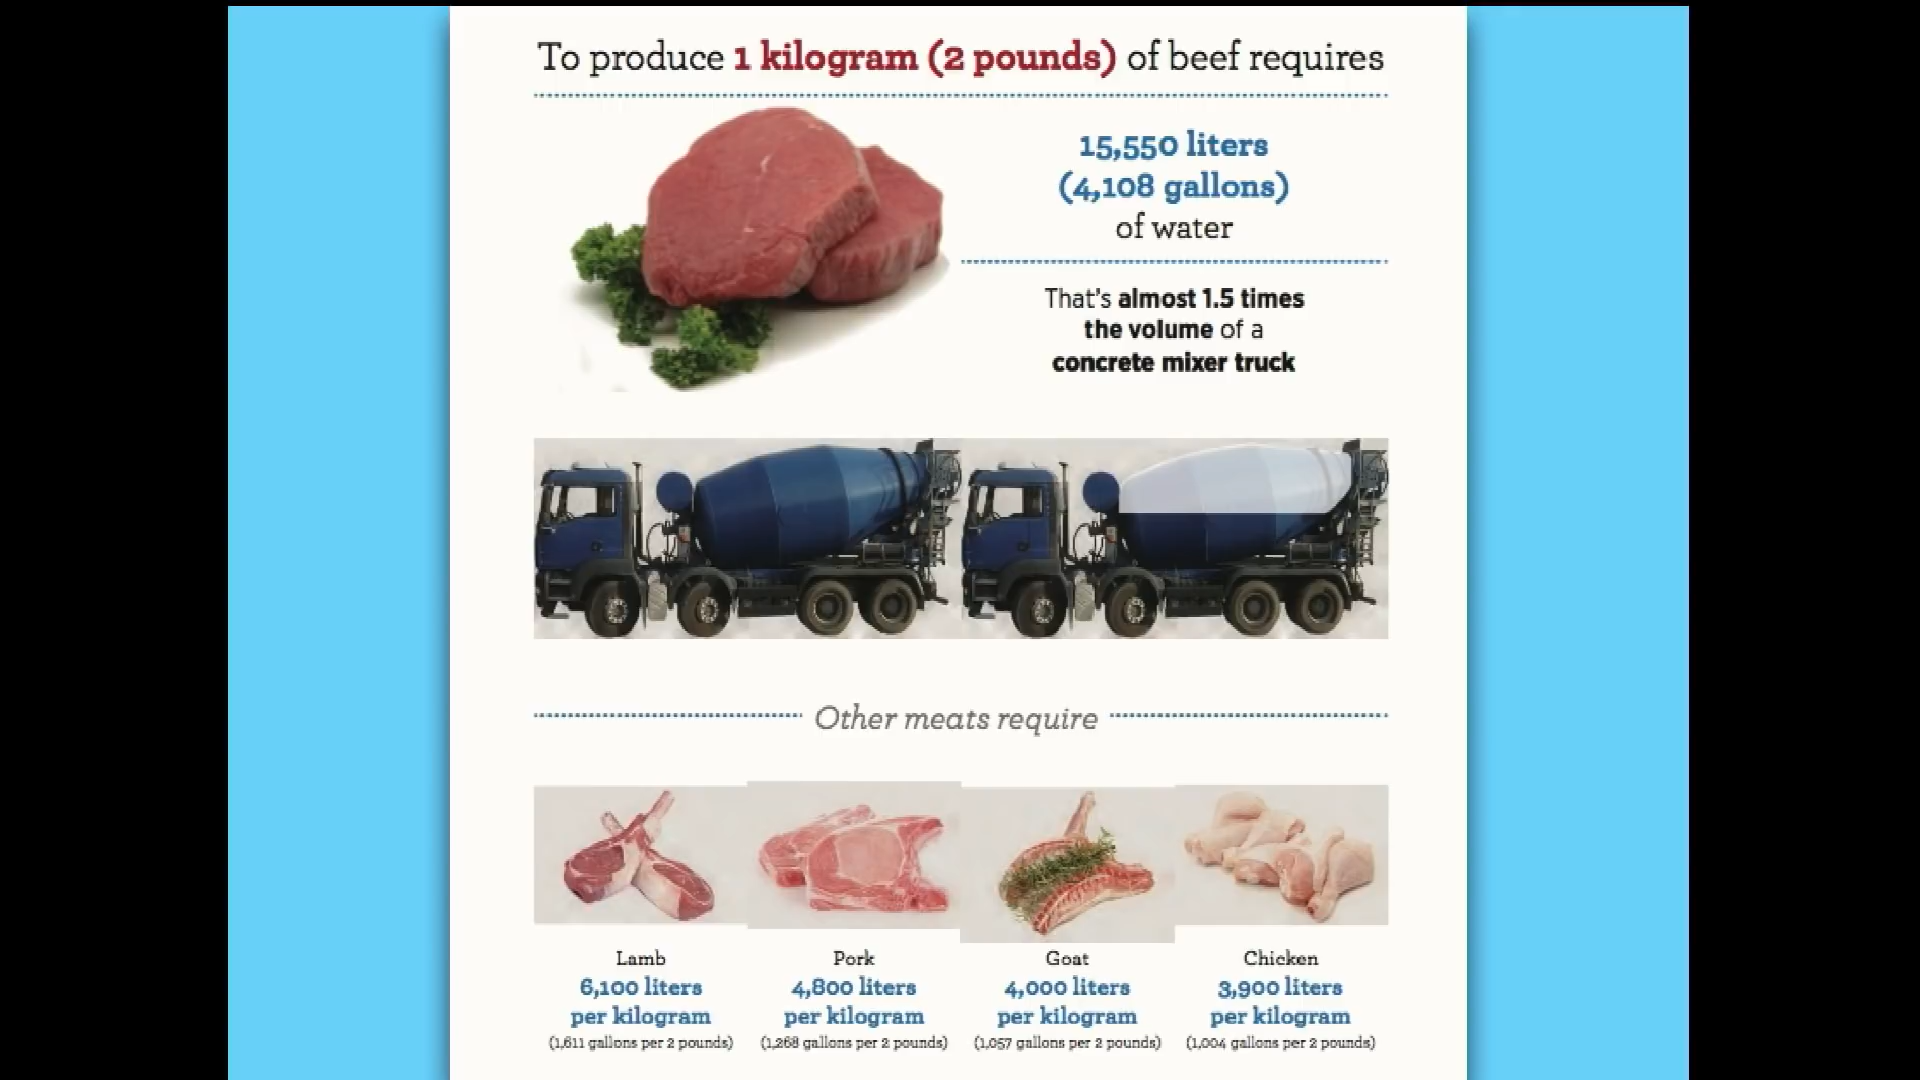 To produce 1 kilogram (2 pounds) of beef requires
15,550 liters
(4,108 gallons)
of water
That's almost 1.5 times
the volume of a
concrete mixer truck
Other meats require
Lamb
6,100 liters
per kilogram
(1,611 gallons per 2 pounds)
Pork
4,800 liters
per kilogram
(1,268 gallons per 2 pounds)
Goat
4,000 liters
per kilogram
(1,057 gallons per 2 pounds)
Chicken
3,900 liters
per kilogram
(1,004 gallons per 2 pounds)